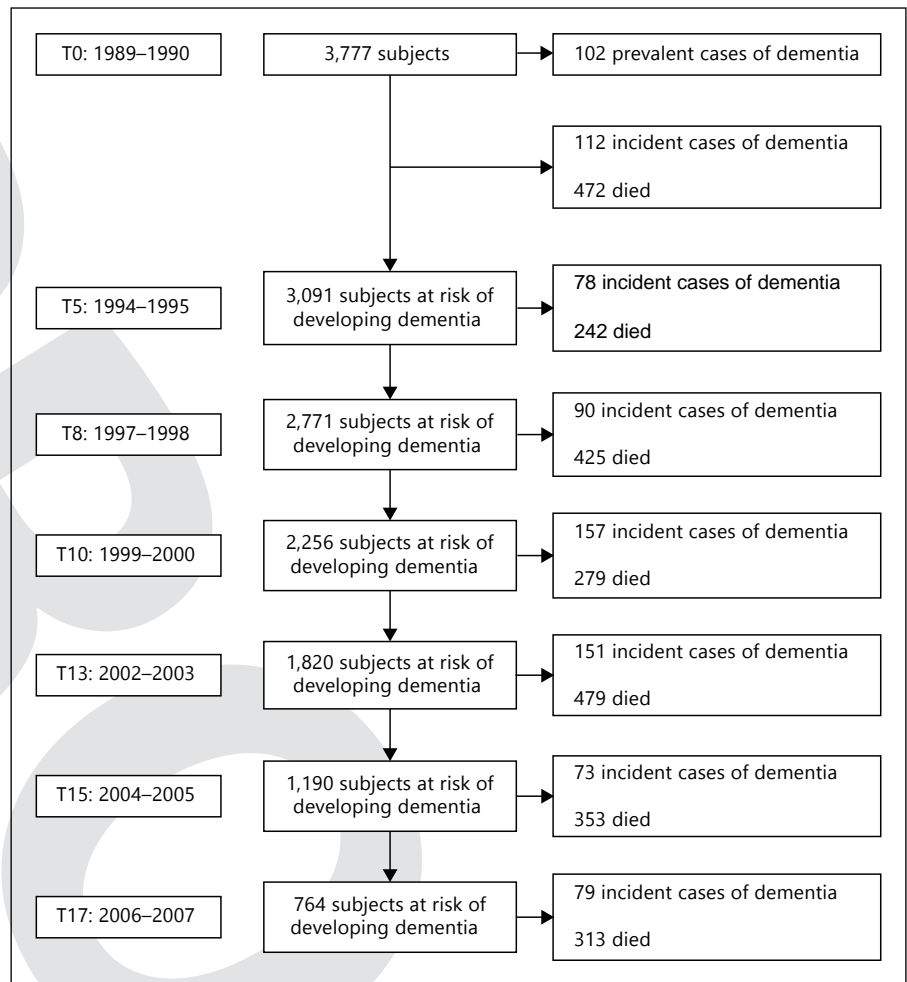 T0: 1989–1990
3,777 subjects
102 prevalent cases of dementia
112 incident cases of dementia
472 died
T5: 1994–1995
3,091 subjects at risk of
developing dementia
78 incident cases of dementia
242 died
T8: 1997–1998
2,771 subjects at risk of
developing dementia
90 incident cases of dementia
425 died
T10: 1999–2000
2,256 subjects at risk of
developing dementia
157 incident cases of dementia
279 died
T13: 2002–2003
1,820 subjects at risk of
developing dementia
151 incident cases of dementia
479 died
T15: 2004–2005
1,190 subjects at risk of
developing dementia
73 incident cases of dementia
353 died
T17: 2006–2007
764 subjects at risk of
developing dementia
79 incident cases of dementia
313 died